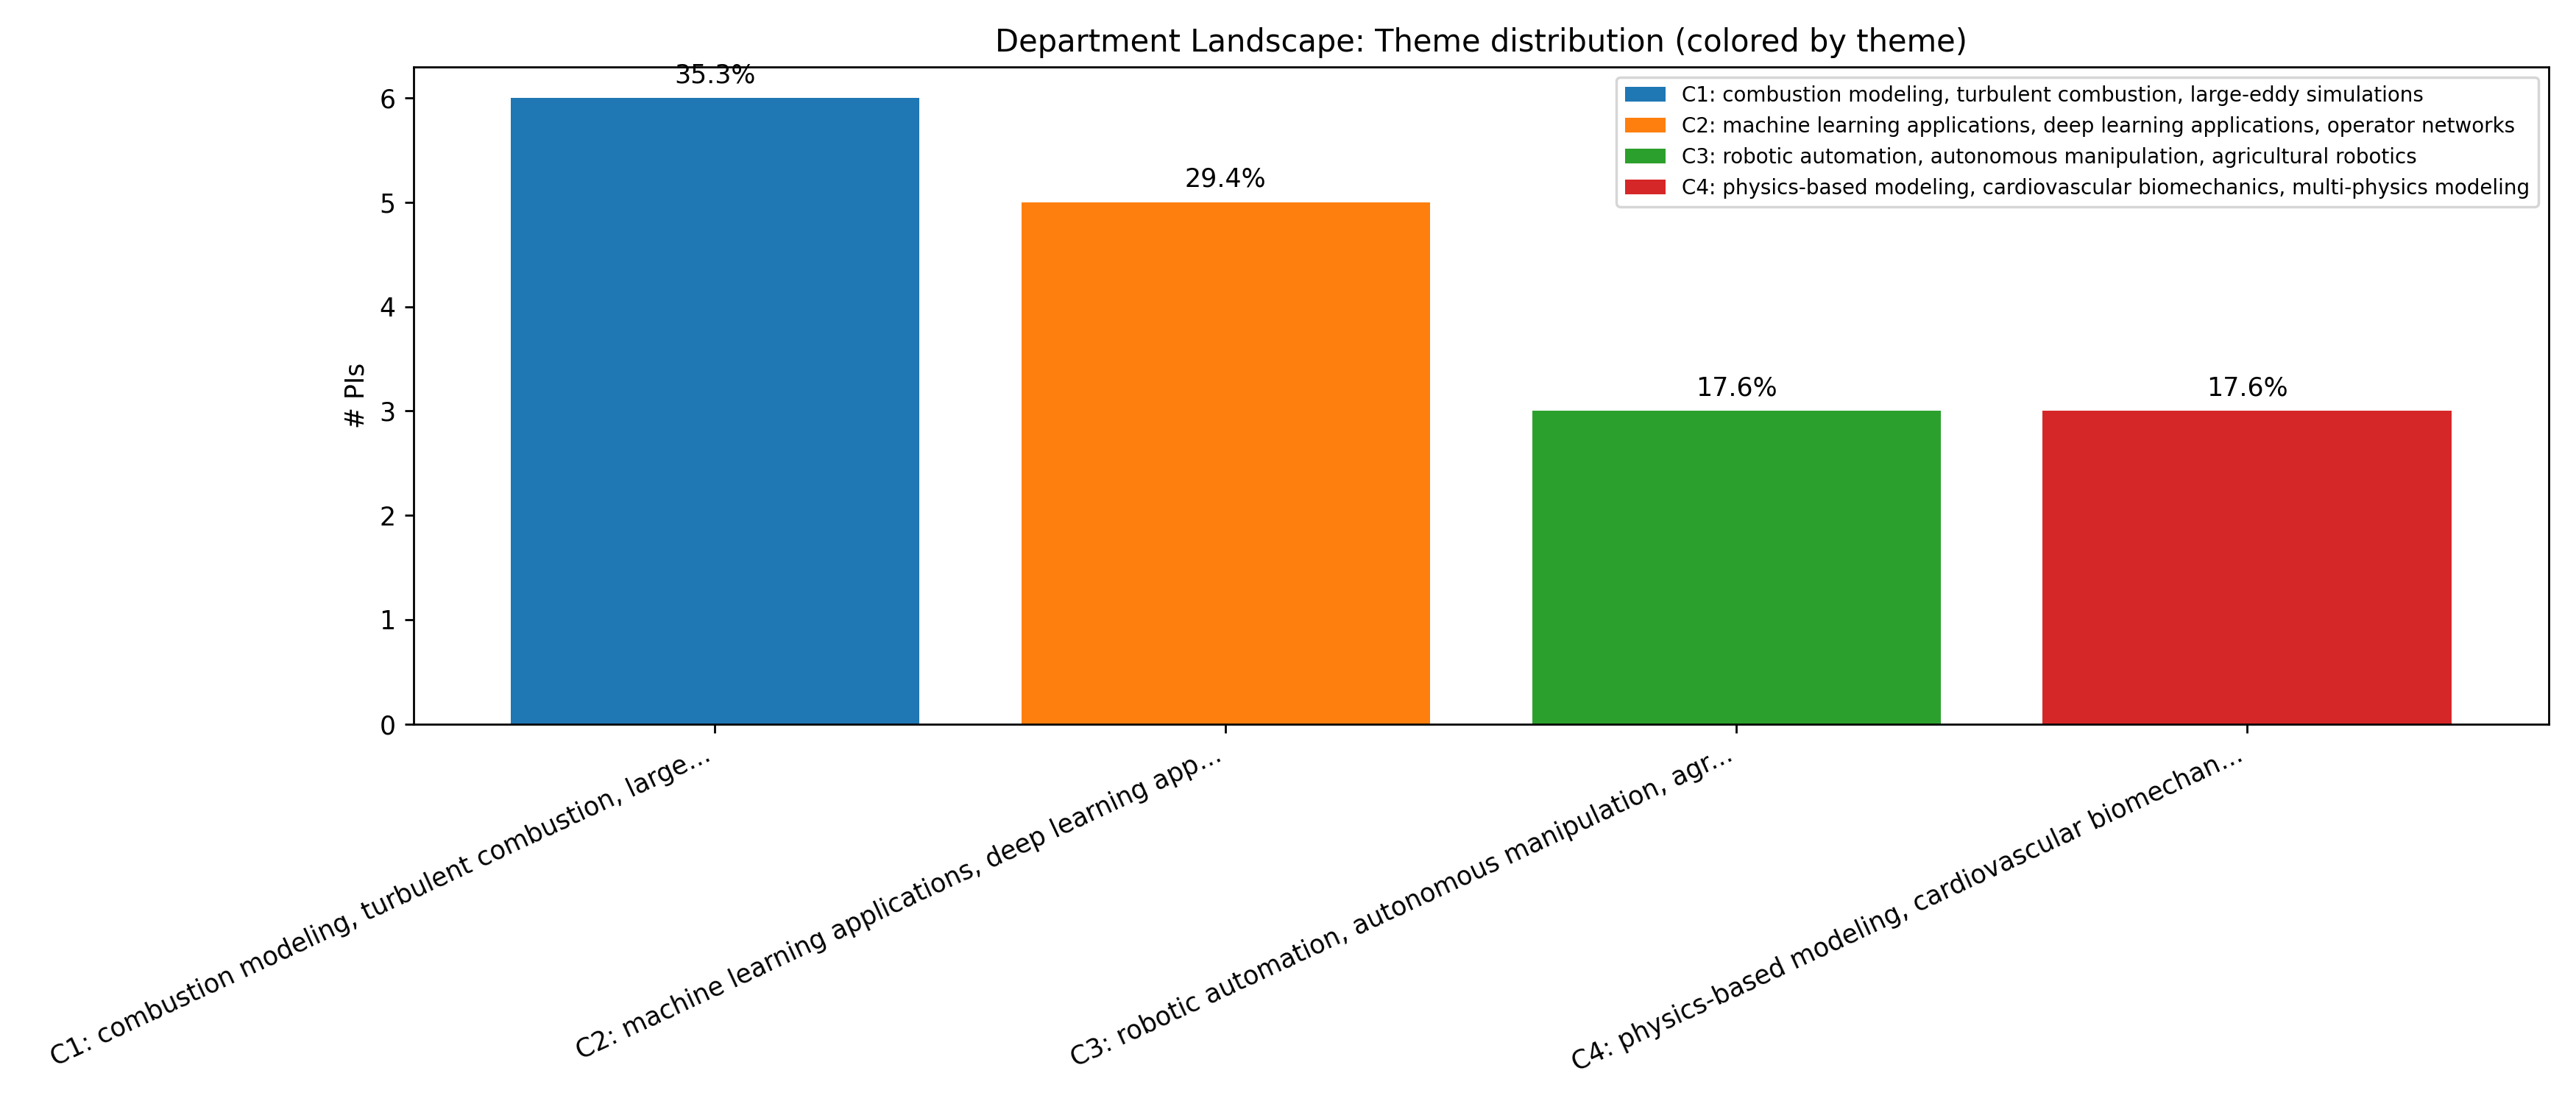 Department Landscape: Theme distribution (colored by theme)
35.3%
29.4%
17.6%
17.6%
C1: combustion modeling, turbulent combustion, large-eddy simulations
C2: machine learning applications, deep learning applications, operator networks
C3: robotic automation, autonomous manipulation, agricultural robotics
C4: physics-based modeling, cardiovascular biomechanics, multi-physics modeling
# PIs
6
5
4
3
2
1
0
C1: combustion modeling, turbulent combustion, large...
C2: machine learning applications, deep learning app...
C3: robotic automation, autonomous manipulation, agr...
C4: physics-based modeling, cardiovascular biomechan...